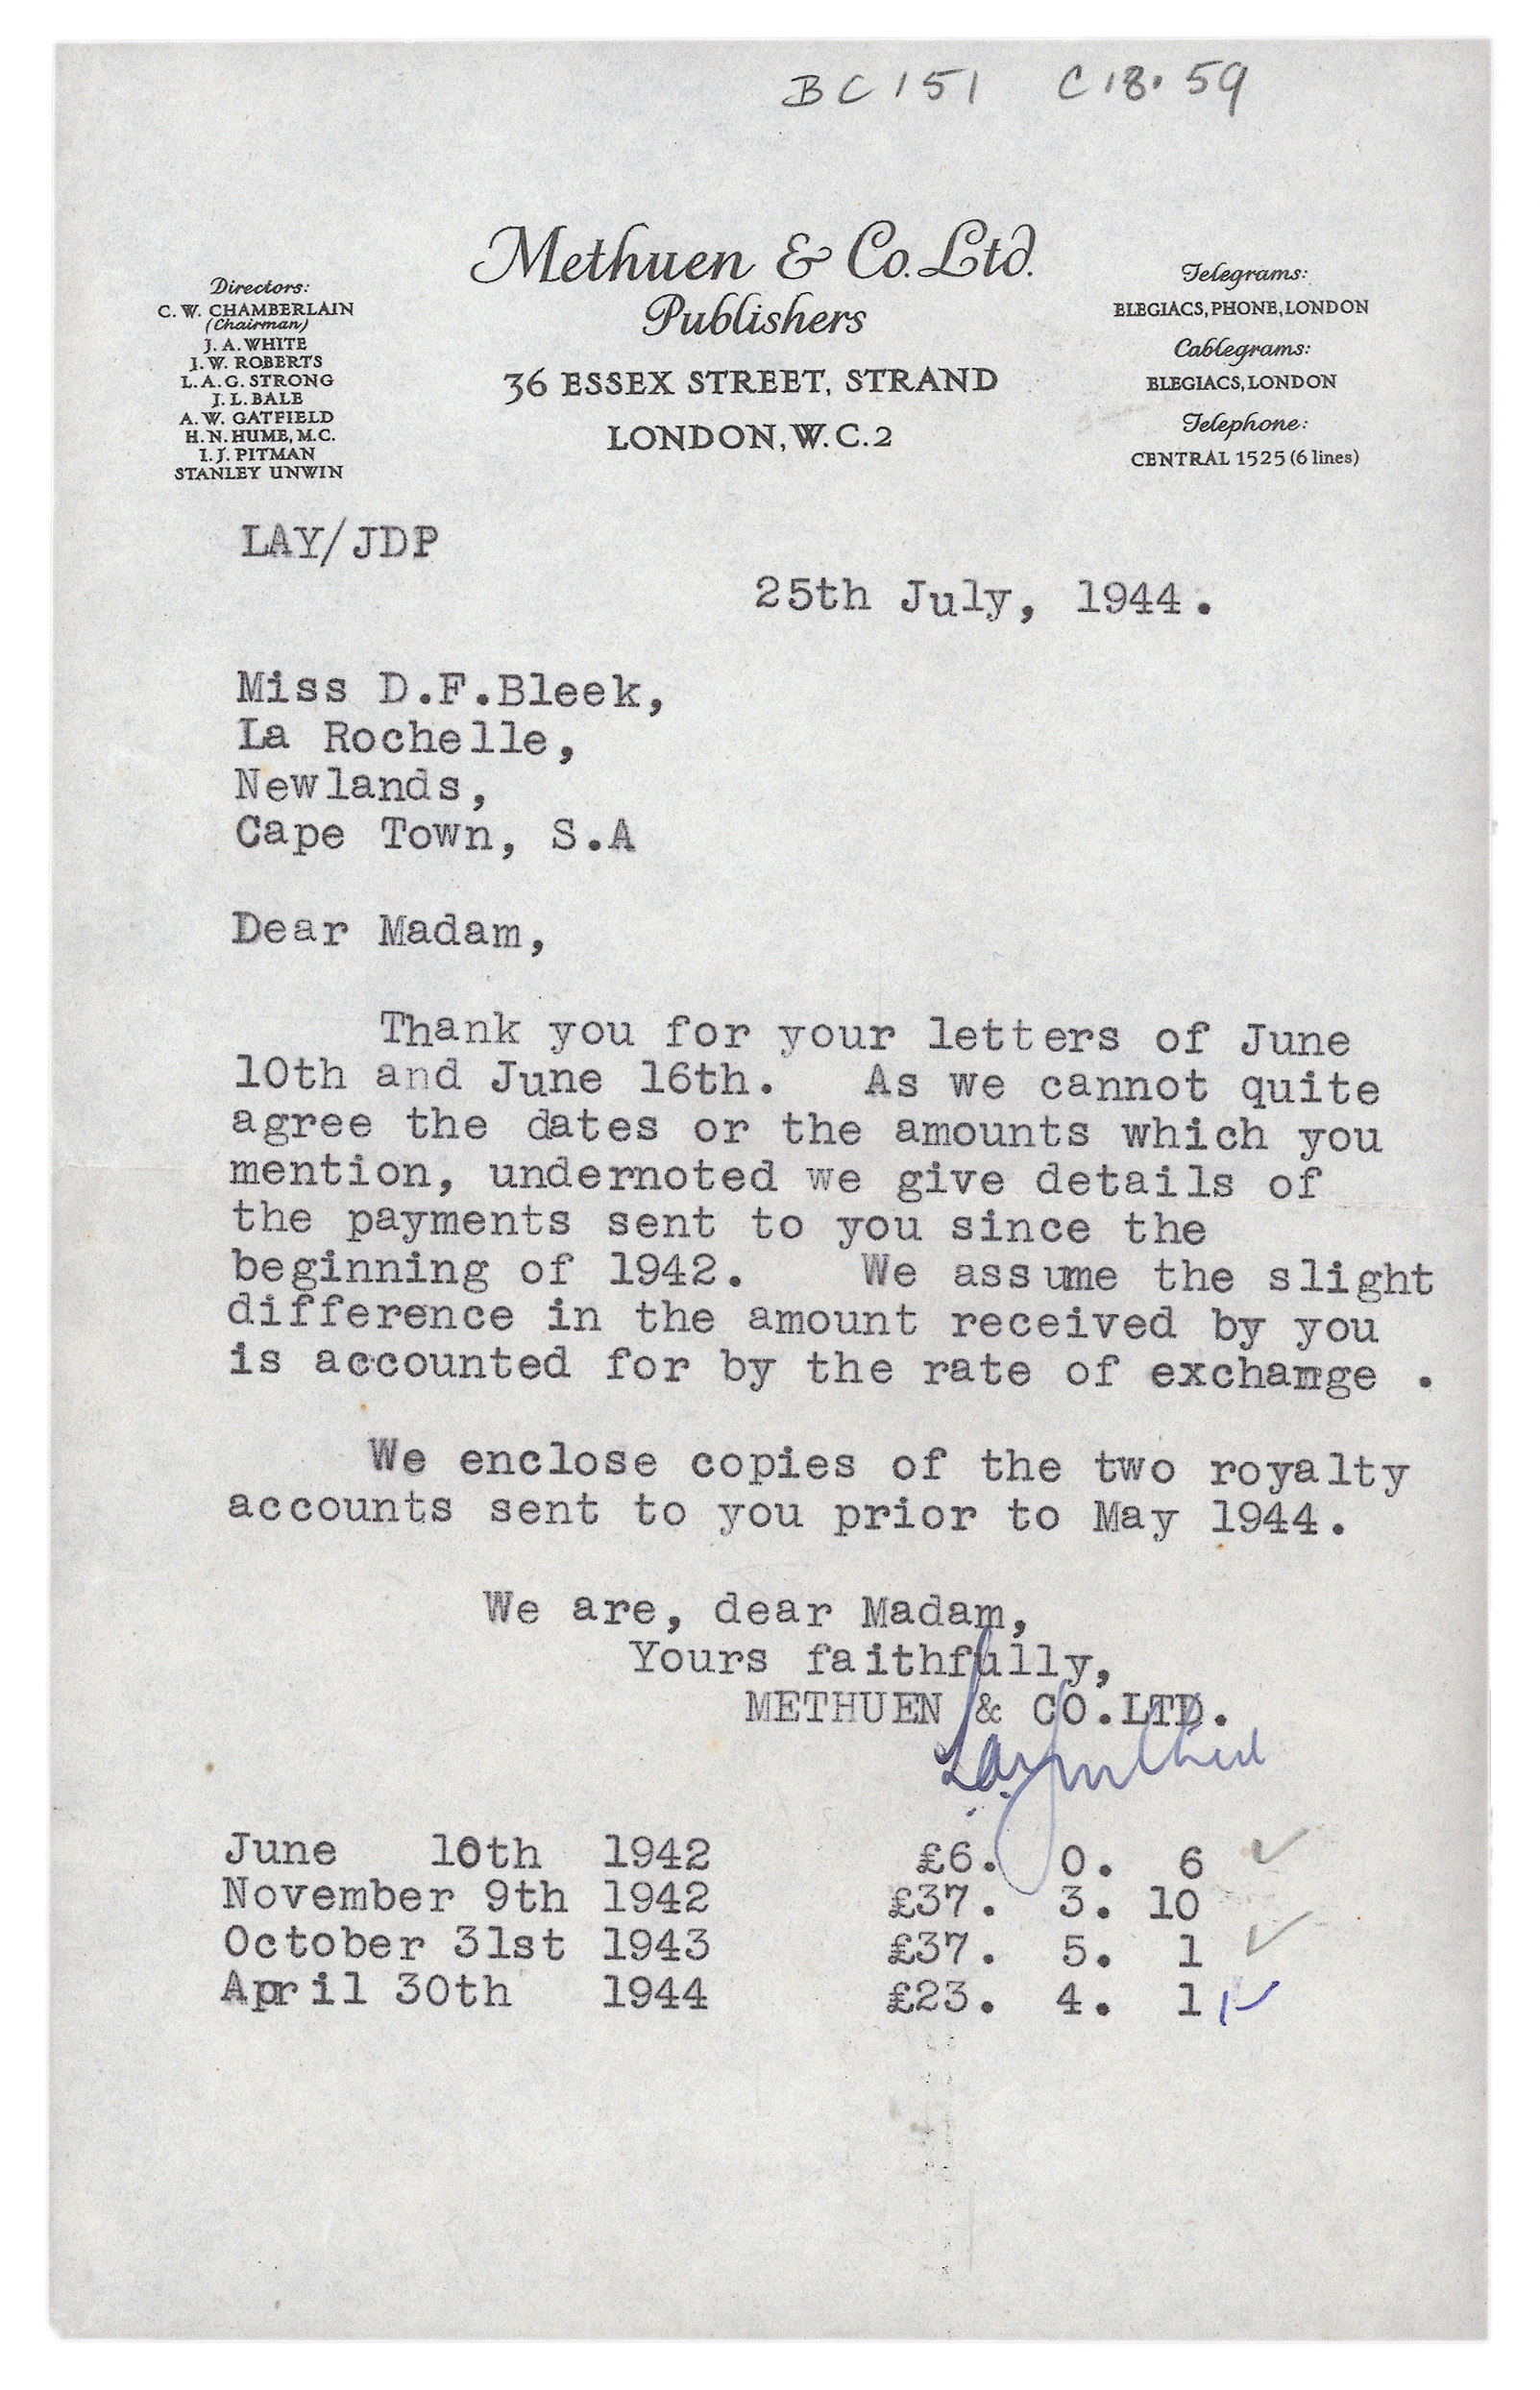 BC 151 C18.59
Methuen & Co. Ltd.
Publishers
36 ESSEX STREET, STRAND
LONDON, W.C.2
Directors:
C. W. CHAMBERLAIN
(Chairman)
J. A. WHITE
J. W. ROBERTS
L. A. G. STRONG
J. L. BALE
A. W. GATFIELD
H. N. HUME, M.C.
I. J. PITMAN
STANLEY UNWIN
Telegrams:
ELEGIACS, PHONE, LONDON
Cablegrams:
ELEGIACS, LONDON
Telephone:
CENTRAL 1525 (6 lines)
LAY/JDP
25th July, 1944.
Miss D.F.Bleek,
La Rochelle,
Newlands,
Cape Town, S.A
Dear Madam,
Thank you for your letters of June
10th and June 16th. As we cannot quite
agree the dates or the amounts which you
mention, undernoted we give details of
the payments sent to you since the
beginning of 1942. We assume the slight
difference in the amount received by you
is accounted for by the rate of exchange .
We enclose copies of the two royalty
accounts sent to you prior to May 1944.
We are, dear Madam,
Yours faithfully,
METHUEN & CO.LTD.
June 10th 1942 £6. 0. 6
November 9th 1942 £37. 3. 10
October 31st 1943 £37. 5. 1
April 30th 1944 £23. 4. 1